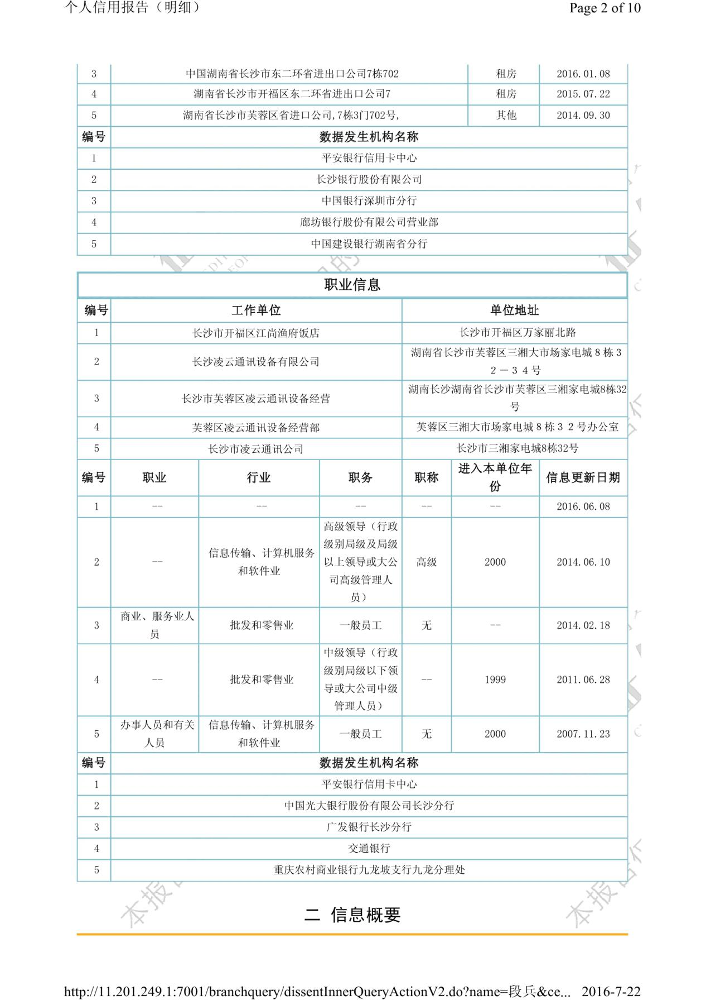 个人信用报告（明细） Page 2 of 10
3 中国湖南省长沙市东二环省进出口公司7栋702 租房 2016.01.08
4 湖南省长沙市开福区东二环省进出口公司7 租房 2015.07.22
5 湖南省长沙市芙蓉区省进口公司,7栋3门702号, 其他 2014.09.30
编号 数据发生机构名称
1 平安银行信用卡中心
2 长沙银行股份有限公司
3 中国银行深圳市分行
4 廊坊银行股份有限公司营业部
5 中国建设银行湖南省分行
职业信息
编号 工作单位 单位地址
1 长沙市开福区江尚渔府饭店 长沙市开福区万家丽北路
2 长沙凌云通讯设备有限公司 湖南省长沙市芙蓉区三湘大市场家电城８栋３
２－３４号
3 长沙市芙蓉区凌云通讯设备经营 湖南长沙湖南省长沙市芙蓉区三湘家电城8栋32
号
4 芙蓉区凌云通讯设备经营部 芙蓉区三湘大市场家电城８栋３２号办公室
5 长沙市凌云通讯公司 长沙市三湘家电城8栋32号
编号 职业 行业 职务 职称 进入本单位年
份 信息更新日期
1 -- -- -- -- -- 2016.06.08
高级领导（行政
级别局级及局级
2 -- 信息传输、计算机服务
和软件业 以上领导或大公 高级 2000 2014.06.10
司高级管理人
员）
3 商业、服务业人
员 批发和零售业 一般员工 无 -- 2014.02.18
中级领导（行政
级别局级以下领
4 -- 批发和零售业 导或大公司中级 -- 1999 2011.06.28
管理人员）
5 办事人员和有关
人员 信息传输、计算机服务
和软件业 一般员工 无 2000 2007.11.23
编号 数据发生机构名称
1 平安银行信用卡中心
2 中国光大银行股份有限公司长沙分行
3 广发银行长沙分行
4 交通银行
5 重庆农村商业银行九龙坡支行九龙分理处
本报告
本报告
二 信息概要
http://11.201.249.1:7001/branchquery/dissentInnerQueryActionV2.do?name=段兵&ce... 2016-7-22